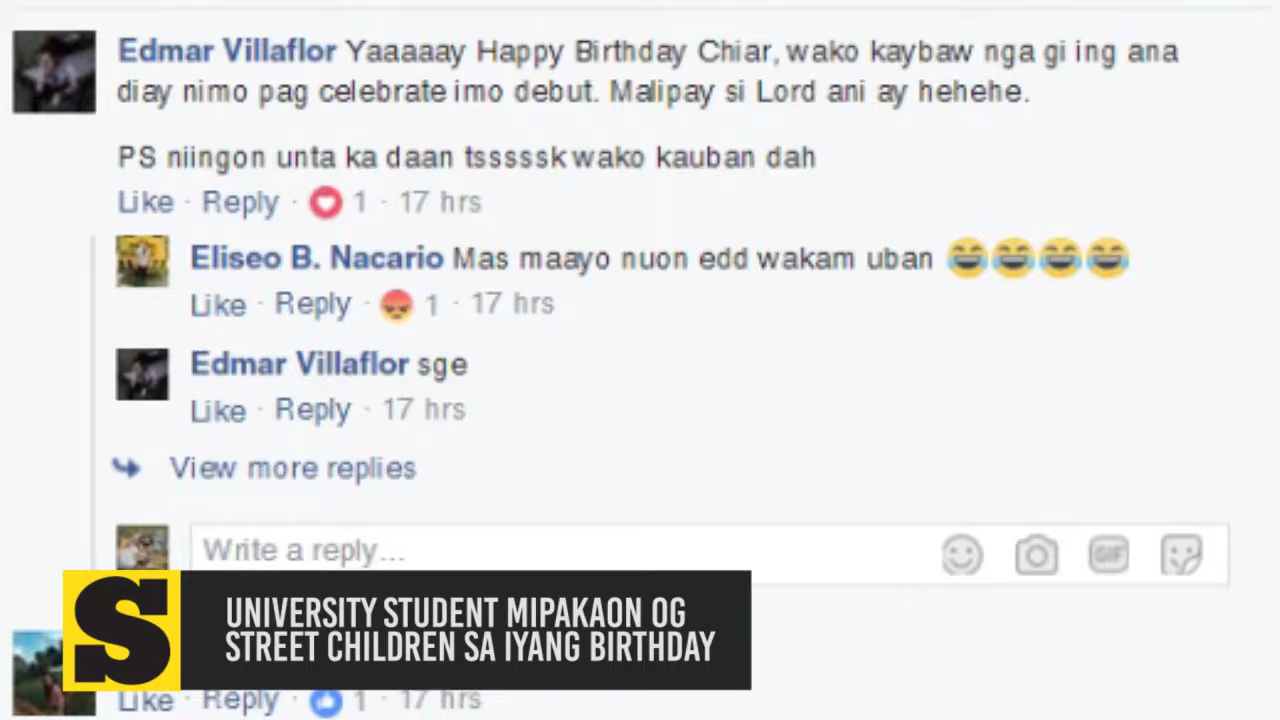 Edmar Villaflor Yaaaaay Happy Birthday Chiar, wako kaybaw nga gi ing ana
diay nimo pag celebrate imo debut. Malipay si Lord ani ay hehehe.
PS niingon unta ka daan tsssssk wako kauban dah
Like · Reply · 1 · 17 hrs
Eliseo B. Nacario Mas maayo nuon edd wakam uban 😂😂😂😂
Like · Reply · 1 · 17 hrs
Edmar Villaflor sge
Like · Reply · 17 hrs
View more replies
Write a reply...
GIF
S
UNIVERSITY STUDENT MIPAKAON OG
STREET CHILDREN SA IYANG BIRTHDAY
Like · Reply · 1 · 17 hrs